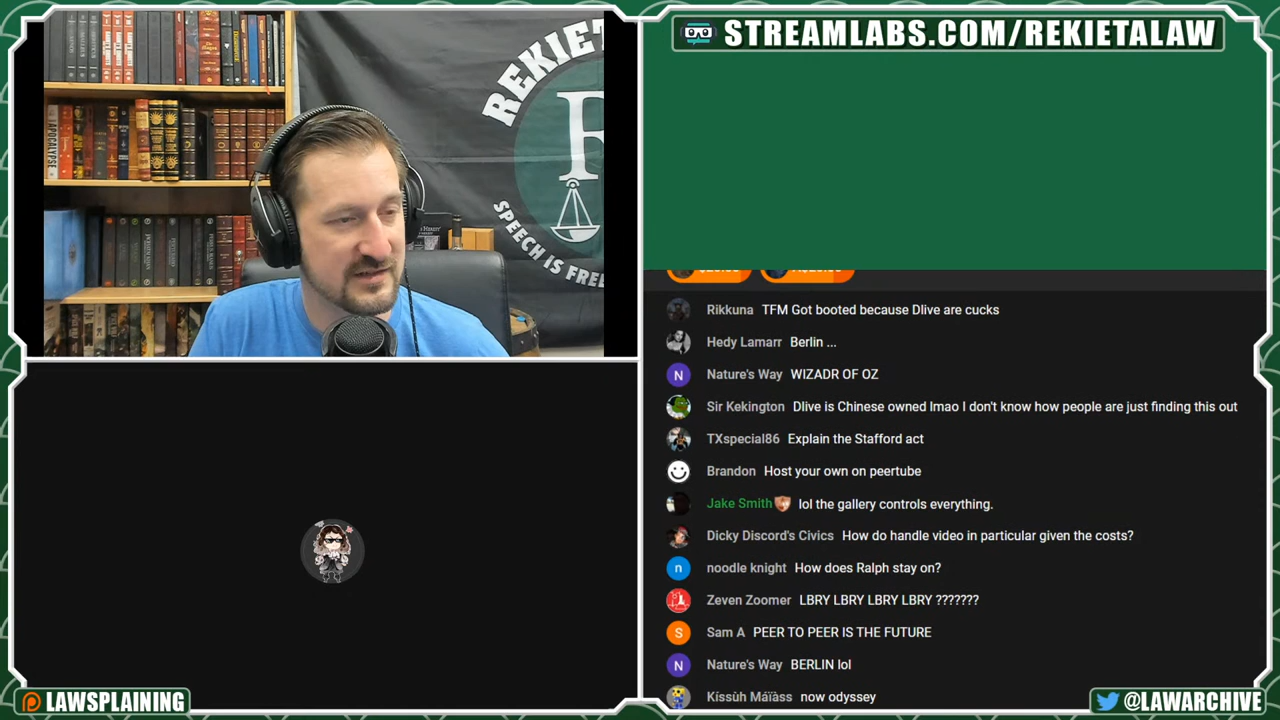 STREAMLABS.COM/REKIETALAW
REKIET
SPEECH IS FREE
APOCALYPSE
Rikkuna TFM Got booted because Dlive are cucks
Hedy Lamarr Berlin ...
N Nature's Way WIZADR OF OZ
Sir Kekington Dlive is Chinese owned lmao I don't know how people are just finding this out
TXspecial86 Explain the Stafford act
Brandon Host your own on peertube
Jake Smith lol the gallery controls everything.
Dicky Discord's Civics How do handle video in particular given the costs?
n noodle knight How does Ralph stay on?
Zeven Zoomer LBRY LBRY LBRY LBRY ???????
S Sam A PEER TO PEER IS THE FUTURE
N Nature's Way BERLIN lol
Kíssùh Máïàss now odyssey
LAWSPLAINING
@LAWARCHIVE